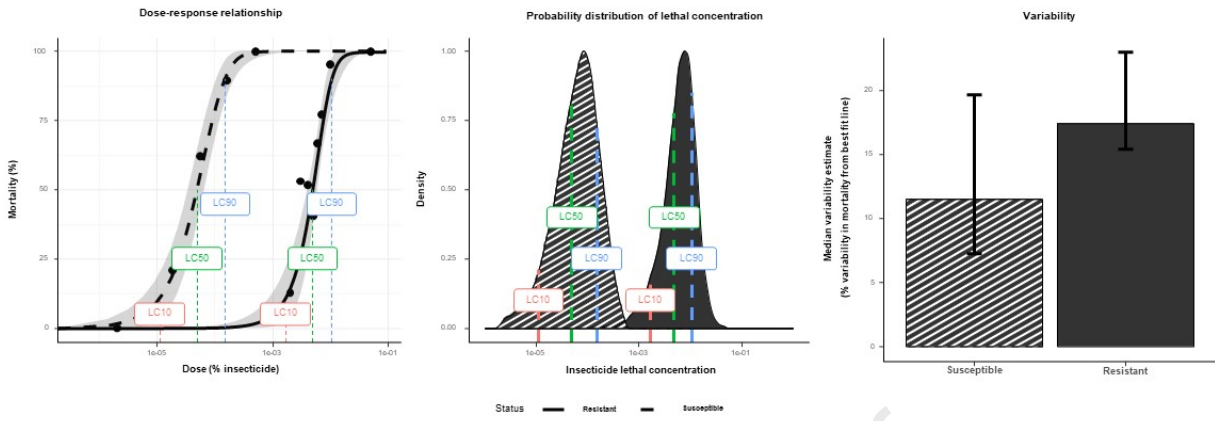 Dose-response relationship
Mortality (%)
100
75
50
25
0
LC90
LC50
LC50
LC90
LC10
LC10
1e-05
1e-03
1e-01
Dose (% insecticide)
Probability distribution of lethal concentration
Density
1.00
0.75
0.50
0.25
0.00
LC50
LC50
LC90
LC90
LC10
LC10
1e-05
1e-03
1e-01
Insecticide lethal concentration
Variability
Median variability estimate
(% variability in mortality from best fit line)
20
15
10
5
0
Susceptible
Resistant
Status
Resistant
Susceptible